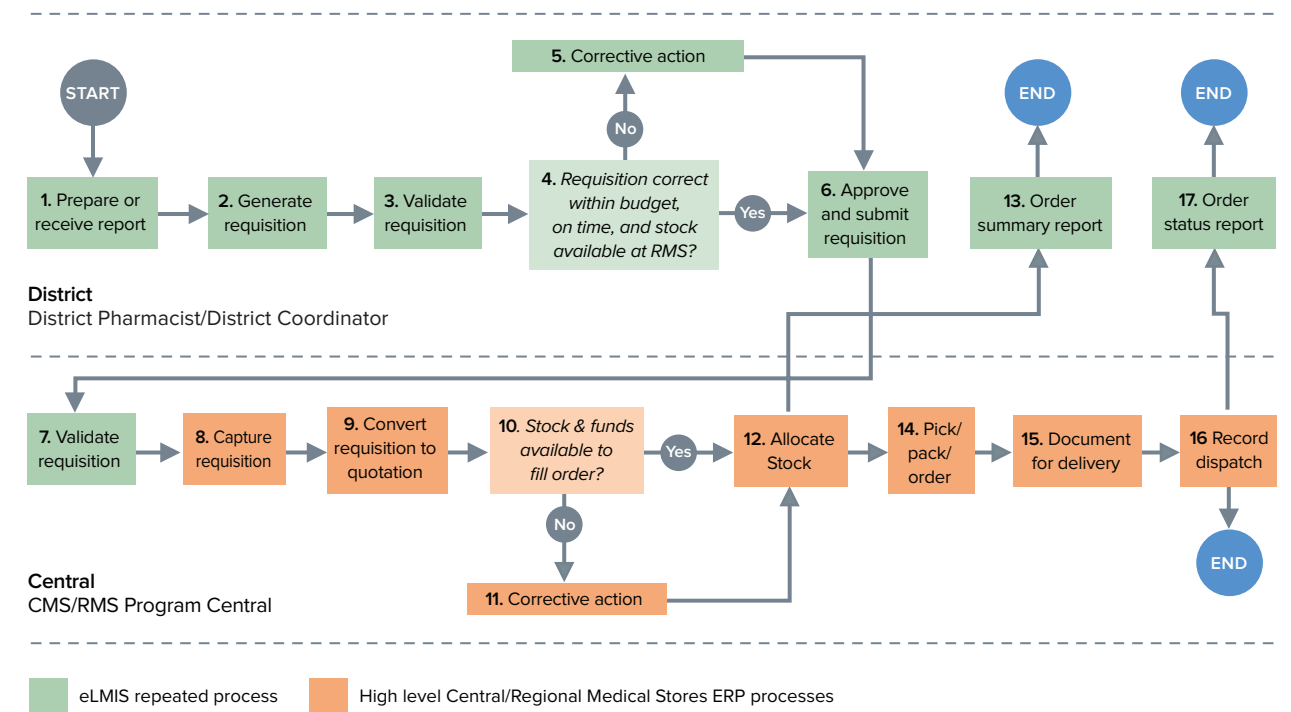 START
1. Prepare or
receive report
2. Generate
requisition
3. Validate
requisition
4. Requisition correct
within budget,
on time, and stock
available at RMS?
No
5. Corrective action
Yes
6. Approve
and submit
requisition
END
13. Order
summary report
END
17. Order
status report
District
District Pharmacist/District Coordinator
7. Validate
requisition
8. Capture
requisition
9. Convert
requisition to
quotation
10. Stock & funds
available to
fill order?
Yes
No
11. Corrective action
12. Allocate
Stock
14. Pick/
pack/
order
15. Document
for delivery
16 Record
dispatch
END
Central
CMS/RMS Program Central
eLMIS repeated process
High level Central/Regional Medical Stores ERP processes